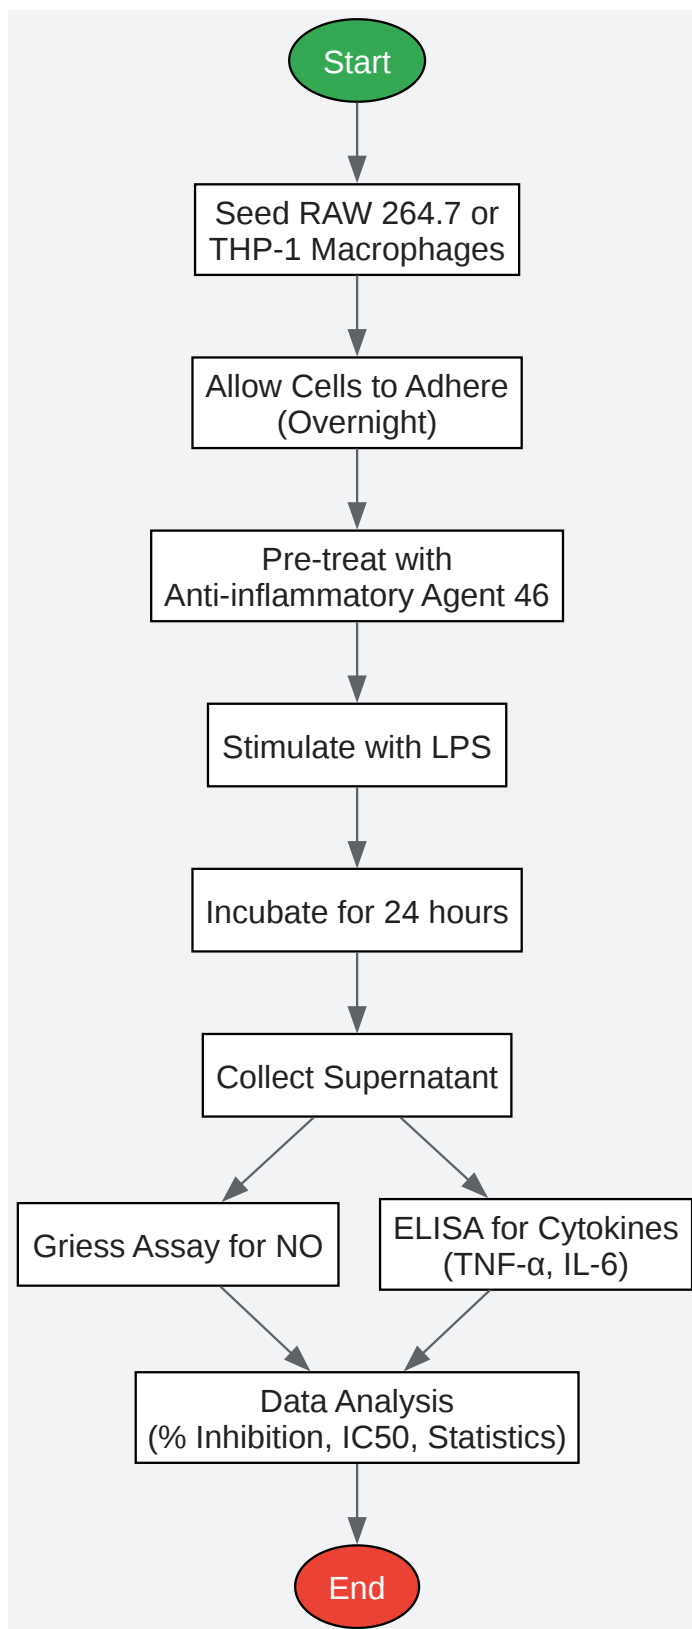 Start
Seed RAW 264.7 or
THP-1 Macrophages
Allow Cells to Adhere
(Overnight)
Pre-treat with
Anti-inflammatory Agent 46
Stimulate with LPS
Incubate for 24 hours
Collect Supernatant
Griess Assay for NO
ELISA for Cytokines
(TNF-α, IL-6)
Data Analysis
(% Inhibition, IC50, Statistics)
End